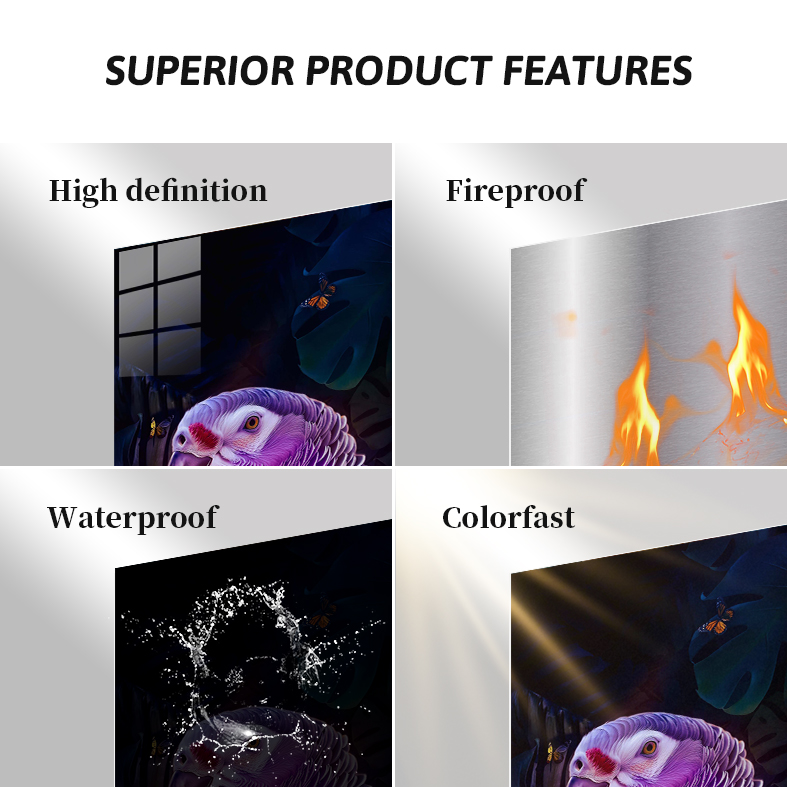 SUPERIOR PRODUCT FEATURES
High definition
Fireproof
Waterproof
Colorfast